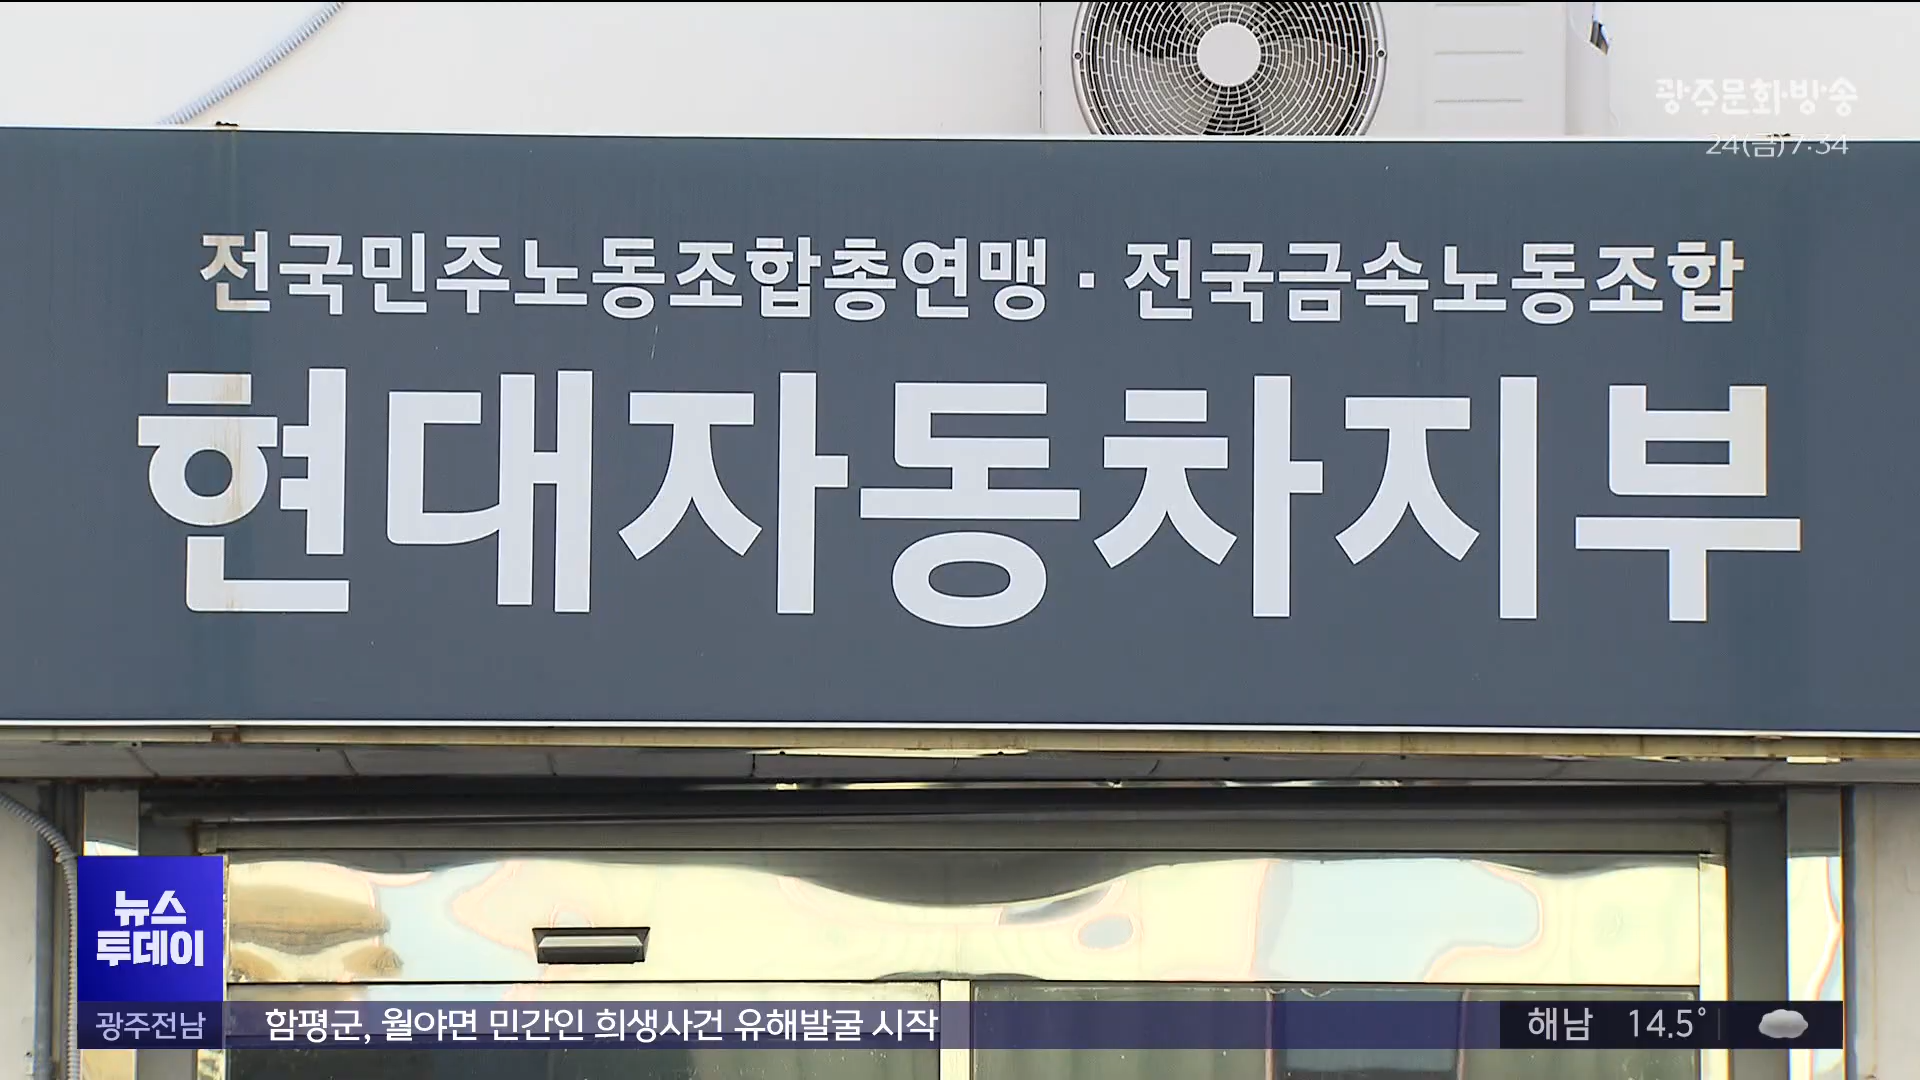 광주문화방송
24(금)7:34
전국민주노동조합총연맹 · 전국금속노동조합
현대자동차지부
뉴스
투데이
광주전남 함평군, 월야면 민간인 희생사건 유해발굴 시작 해남 14.5°